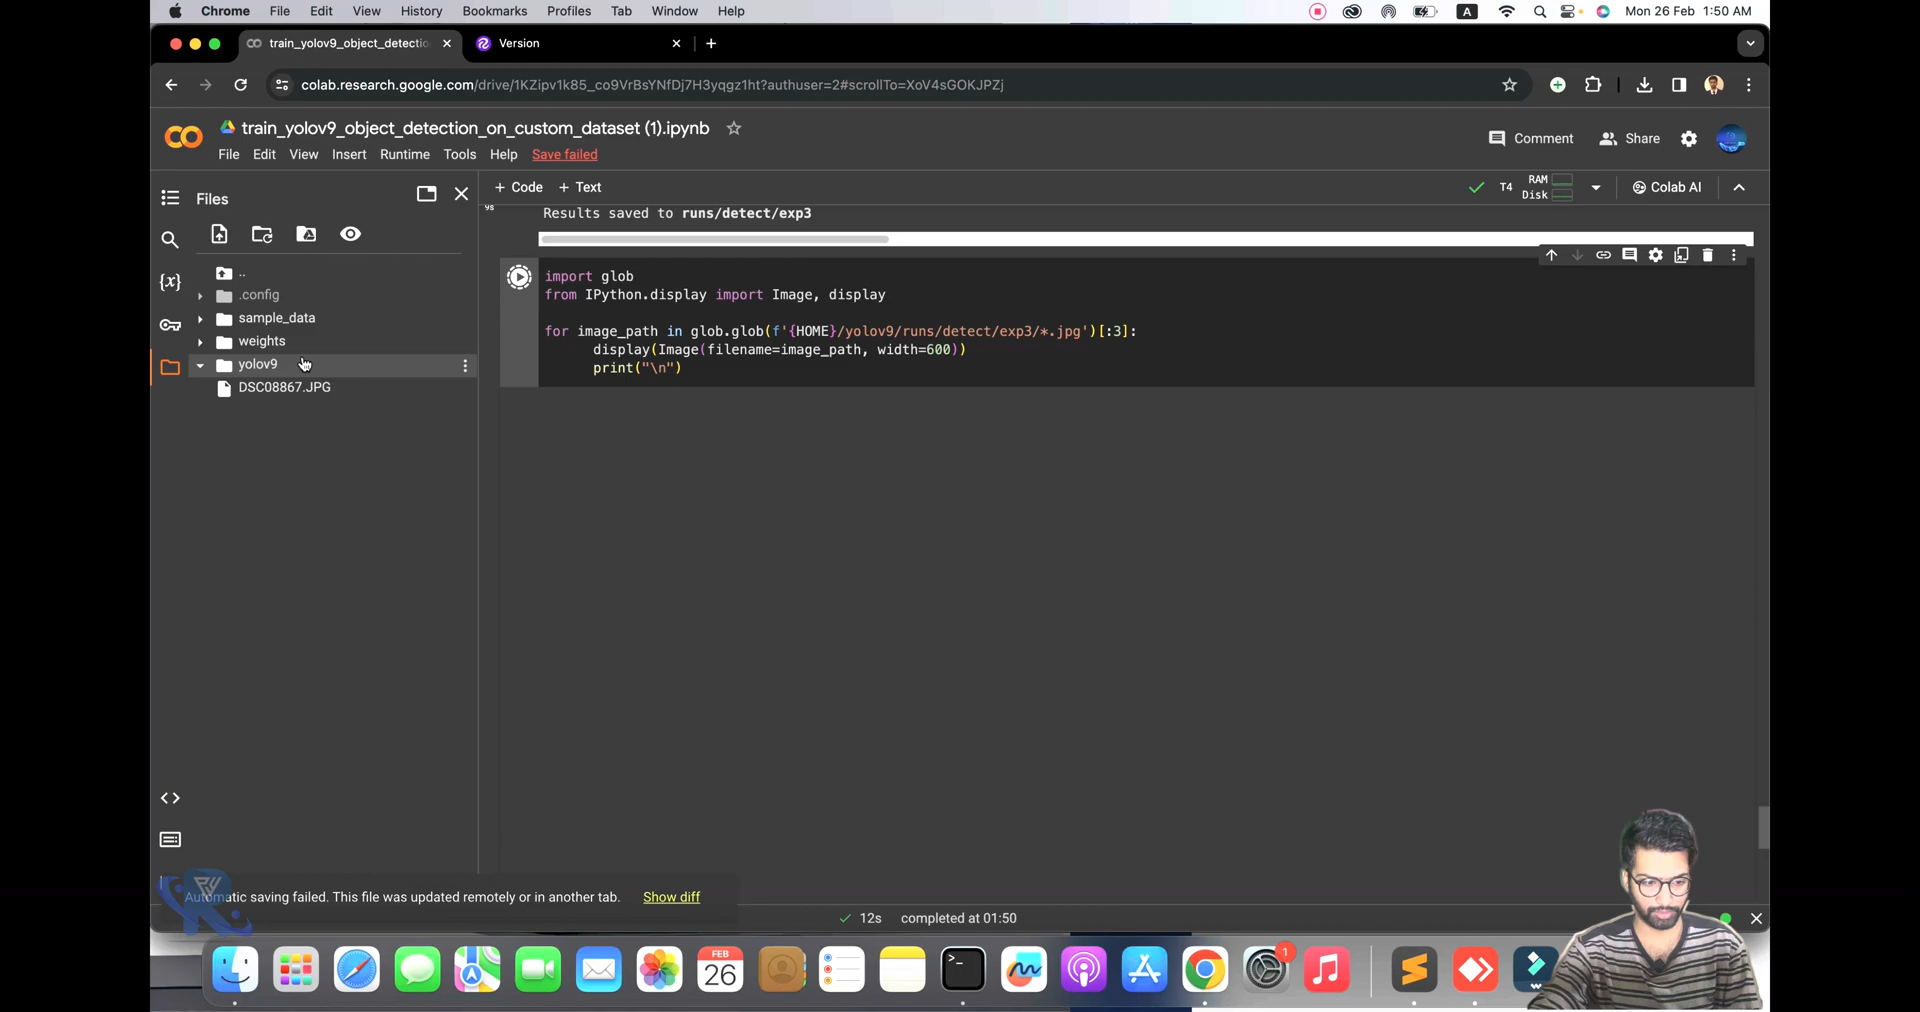 Chrome File Edit View History Bookmarks Profiles Tab Window Help A Mon 26 Feb 1:50 AM
train_yolov9_object_detectio Version
colab.research.google.com/drive/1KZipv1k85_co9VrBsYNfDj7H3yqgz1ht?authuser=2#scrollTo=XoV4sGOKJPZj
train_yolov9_object_detection_on_custom_dataset (1).ipynb
Comment Share
File Edit View Insert Runtime Tools Help Save failed
Files
+ Code + Text
T4 RAM
Disk
Colab AI
9s
Results saved to runs/detect/exp3
..
.config
sample_data
weights
yolov9
DSC08867.JPG
{x}
import glob
from IPython.display import Image, display
for image_path in glob.glob(f'{HOME}/yolov9/runs/detect/exp3/*.jpg')[:3]:
display(Image(filename=image_path, width=600))
print("\n")
Automatic saving failed. This file was updated remotely or in another tab. Show diff
12s completed at 01:50
FEB
26
1